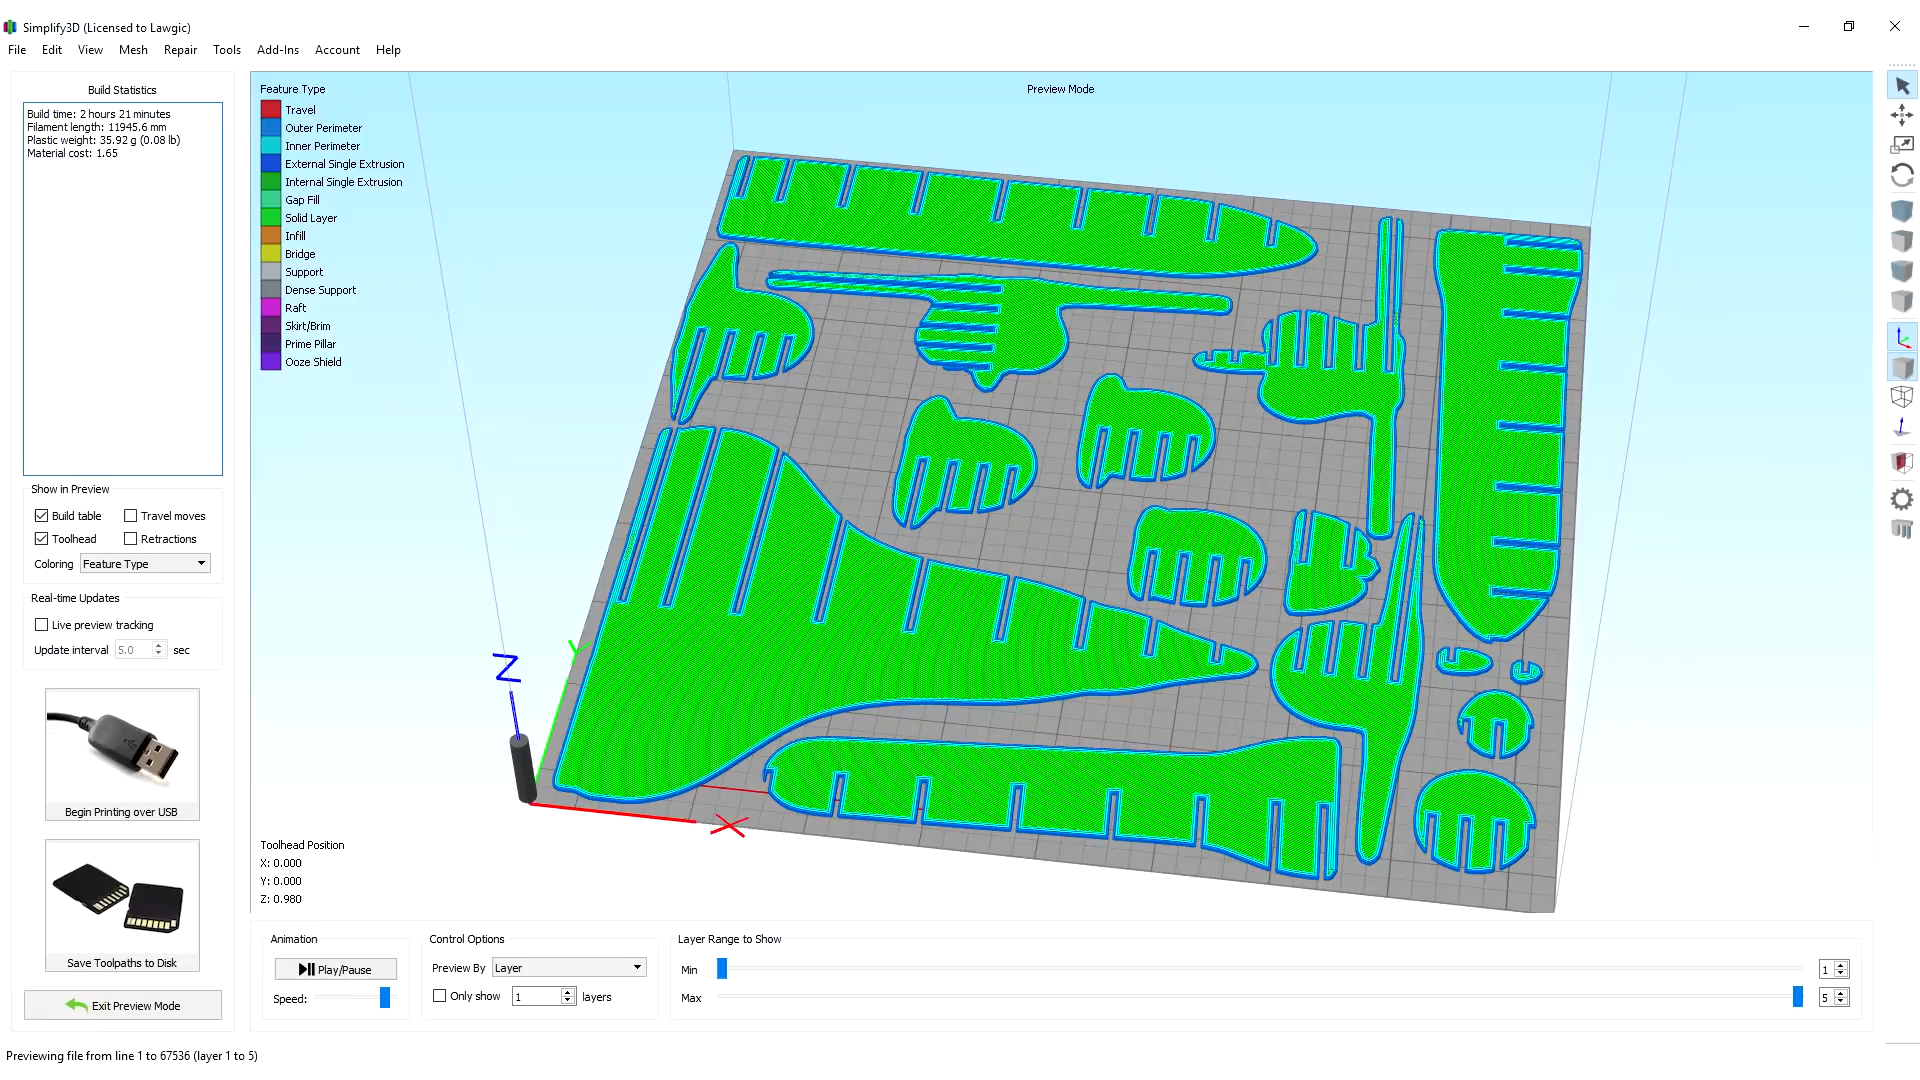 Simplify3D (Licensed to Lawgic)
File Edit View Mesh Repair Tools Add-Ins Account Help
Build Statistics
Build time: 2 hours 21 minutes
Filament length: 11945.6 mm
Plastic weight: 35.92 g (0.08 lb)
Material cost: 1.65
Show in Preview
Build table Travel moves
Toolhead Retractions
Coloring Feature Type
Real-time Updates
Live preview tracking
Update interval 5.0 sec
Begin Printing over USB
Save Toolpaths to Disk
Exit Preview Mode
Feature Type
Travel
Outer Perimeter
Inner Perimeter
External Single Extrusion
Internal Single Extrusion
Gap Fill
Solid Layer
Infill
Bridge
Support
Dense Support
Raft
Skirt/Brim
Prime Pillar
Ooze Shield
Preview Mode
Z
Y
X
Toolhead Position
X: 0.000
Y: 0.000
Z: 0.980
Animation
Play/Pause
Speed:
Control Options
Preview By Layer
Only show 1 layers
Layer Range to Show
Min 1
Max 5
Previewing file from line 1 to 67536 (layer 1 to 5)